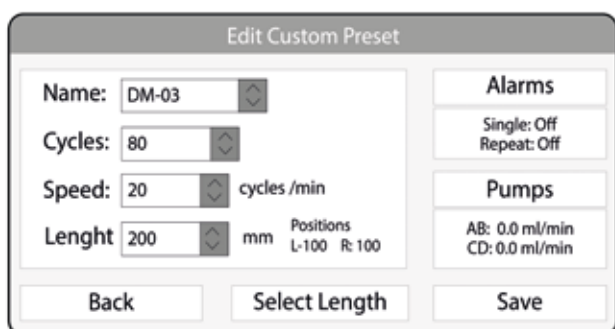 Edit Custom Preset
Name: DM-03
Cycles: 80
Speed: 20 cycles /min
Lenght 200 mm Positions
L-100 R: 100
Alarms
Single: Off
Repeat: Off
Pumps
AB: 0.0 ml/min
CD: 0.0 ml/min
Back Select Length Save